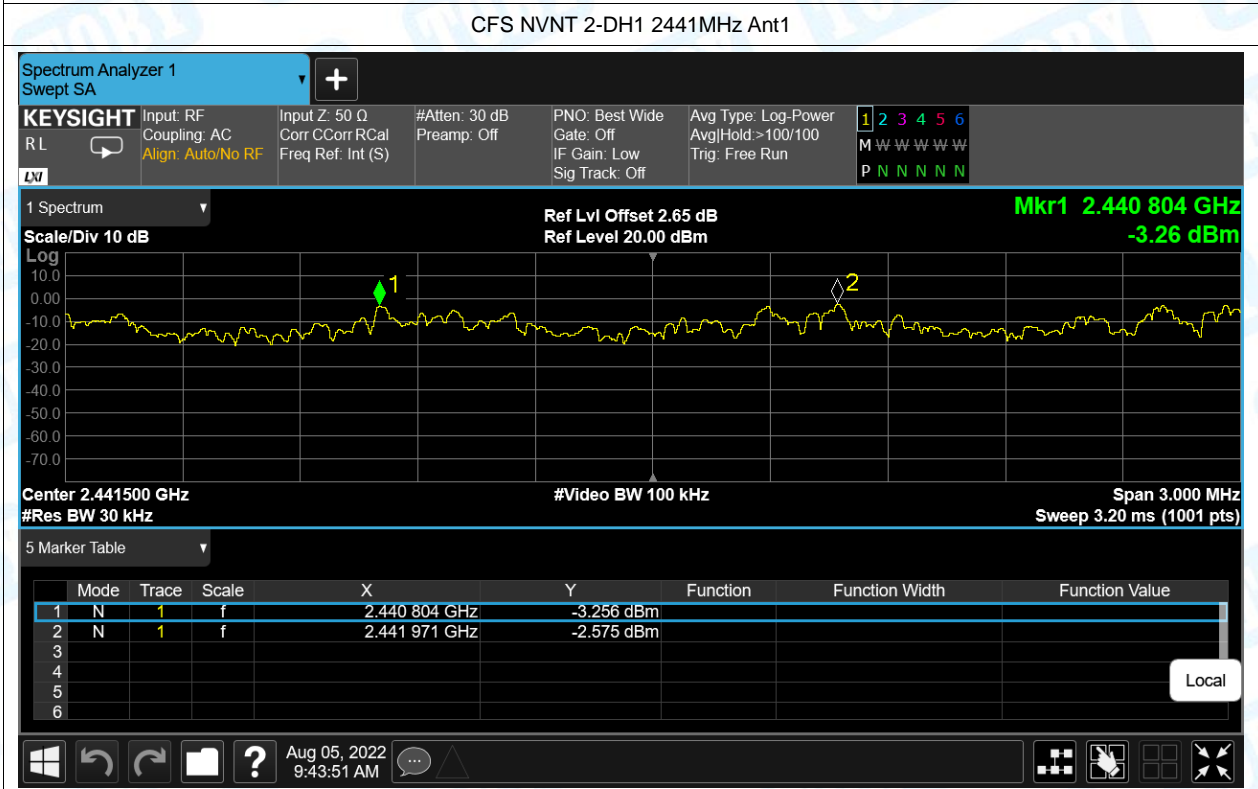 CFS NVNT 2-DH1 2441MHz Ant1
Spectrum Analyzer 1
Swept SA
KEYSIGHT
RL
LXI
Input: RF
Coupling: AC
Align: Auto/No RF
Input Z: 50 Ω
Corr CCorr RCal
Freq Ref: Int (S)
#Atten: 30 dB
Preamp: Off
PNO: Best Wide
Gate: Off
IF Gain: Low
Sig Track: Off
Avg Type: Log-Power
Avg|Hold:>100/100
Trig: Free Run
1 2 3 4 5 6
M W W W W W
P N N N N N
1 Spectrum
Scale/Div 10 dB
Ref Lvl Offset 2.65 dB
Ref Level 20.00 dBm
Mkr1 2.440 804 GHz
-3.26 dBm
Log
10.0
0.00
-10.0
-20.0
-30.0
-40.0
-50.0
-60.0
-70.0
1
2
Center 2.441500 GHz
#Res BW 30 kHz
#Video BW 100 kHz
Span 3.000 MHz
Sweep 3.20 ms (1001 pts)
5 Marker Table
Mode Trace Scale X Y Function Function Width Function Value
1 N 1 f 2.440 804 GHz -3.256 dBm
2 N 1 f 2.441 971 GHz -2.575 dBm
3
4
5
6
Local
?
Aug 05, 2022
9:43:51 AM